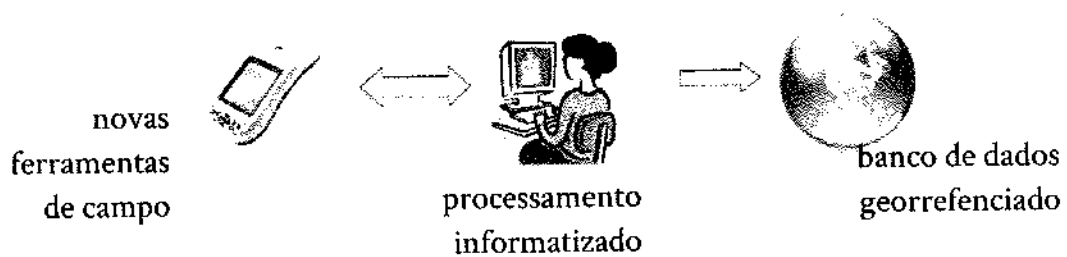 novas
ferramentas
de campo
processamento
informatizado
banco de dados
georrefenciado